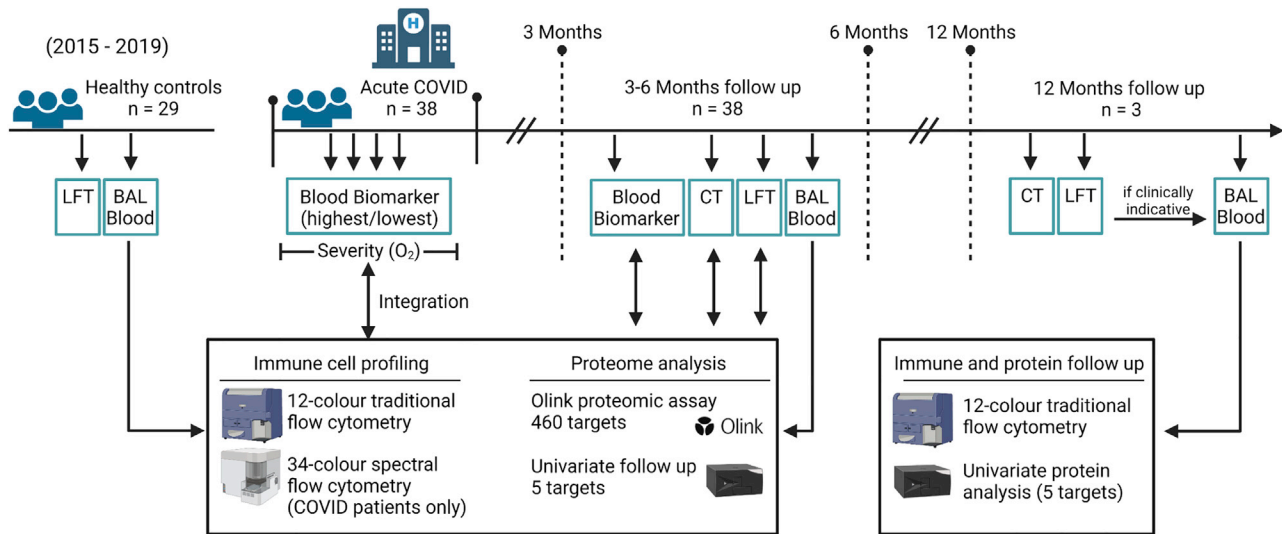 (2015 - 2019)
Healthy controls
n = 29
H
Acute COVID
n = 38
3 Months
3-6 Months follow up
n = 38
6 Months
12 Months
12 Months follow up
n = 3
LFT
BAL
Blood
Blood Biomarker
(highest/lowest)
Severity (O₂)
Integration
Blood
Biomarker
CT
LFT
BAL
Blood
CT
LFT
if clinically
indicative
BAL
Blood
Immune cell profiling
12-colour traditional
flow cytometry
34-colour spectral
flow cytometry
(COVID patients only)
Proteome analysis
Olink proteomic assay
460 targets
Olink
Univariate follow up
5 targets
Immune and protein follow up
12-colour traditional
flow cytometry
Univariate protein
analysis (5 targets)